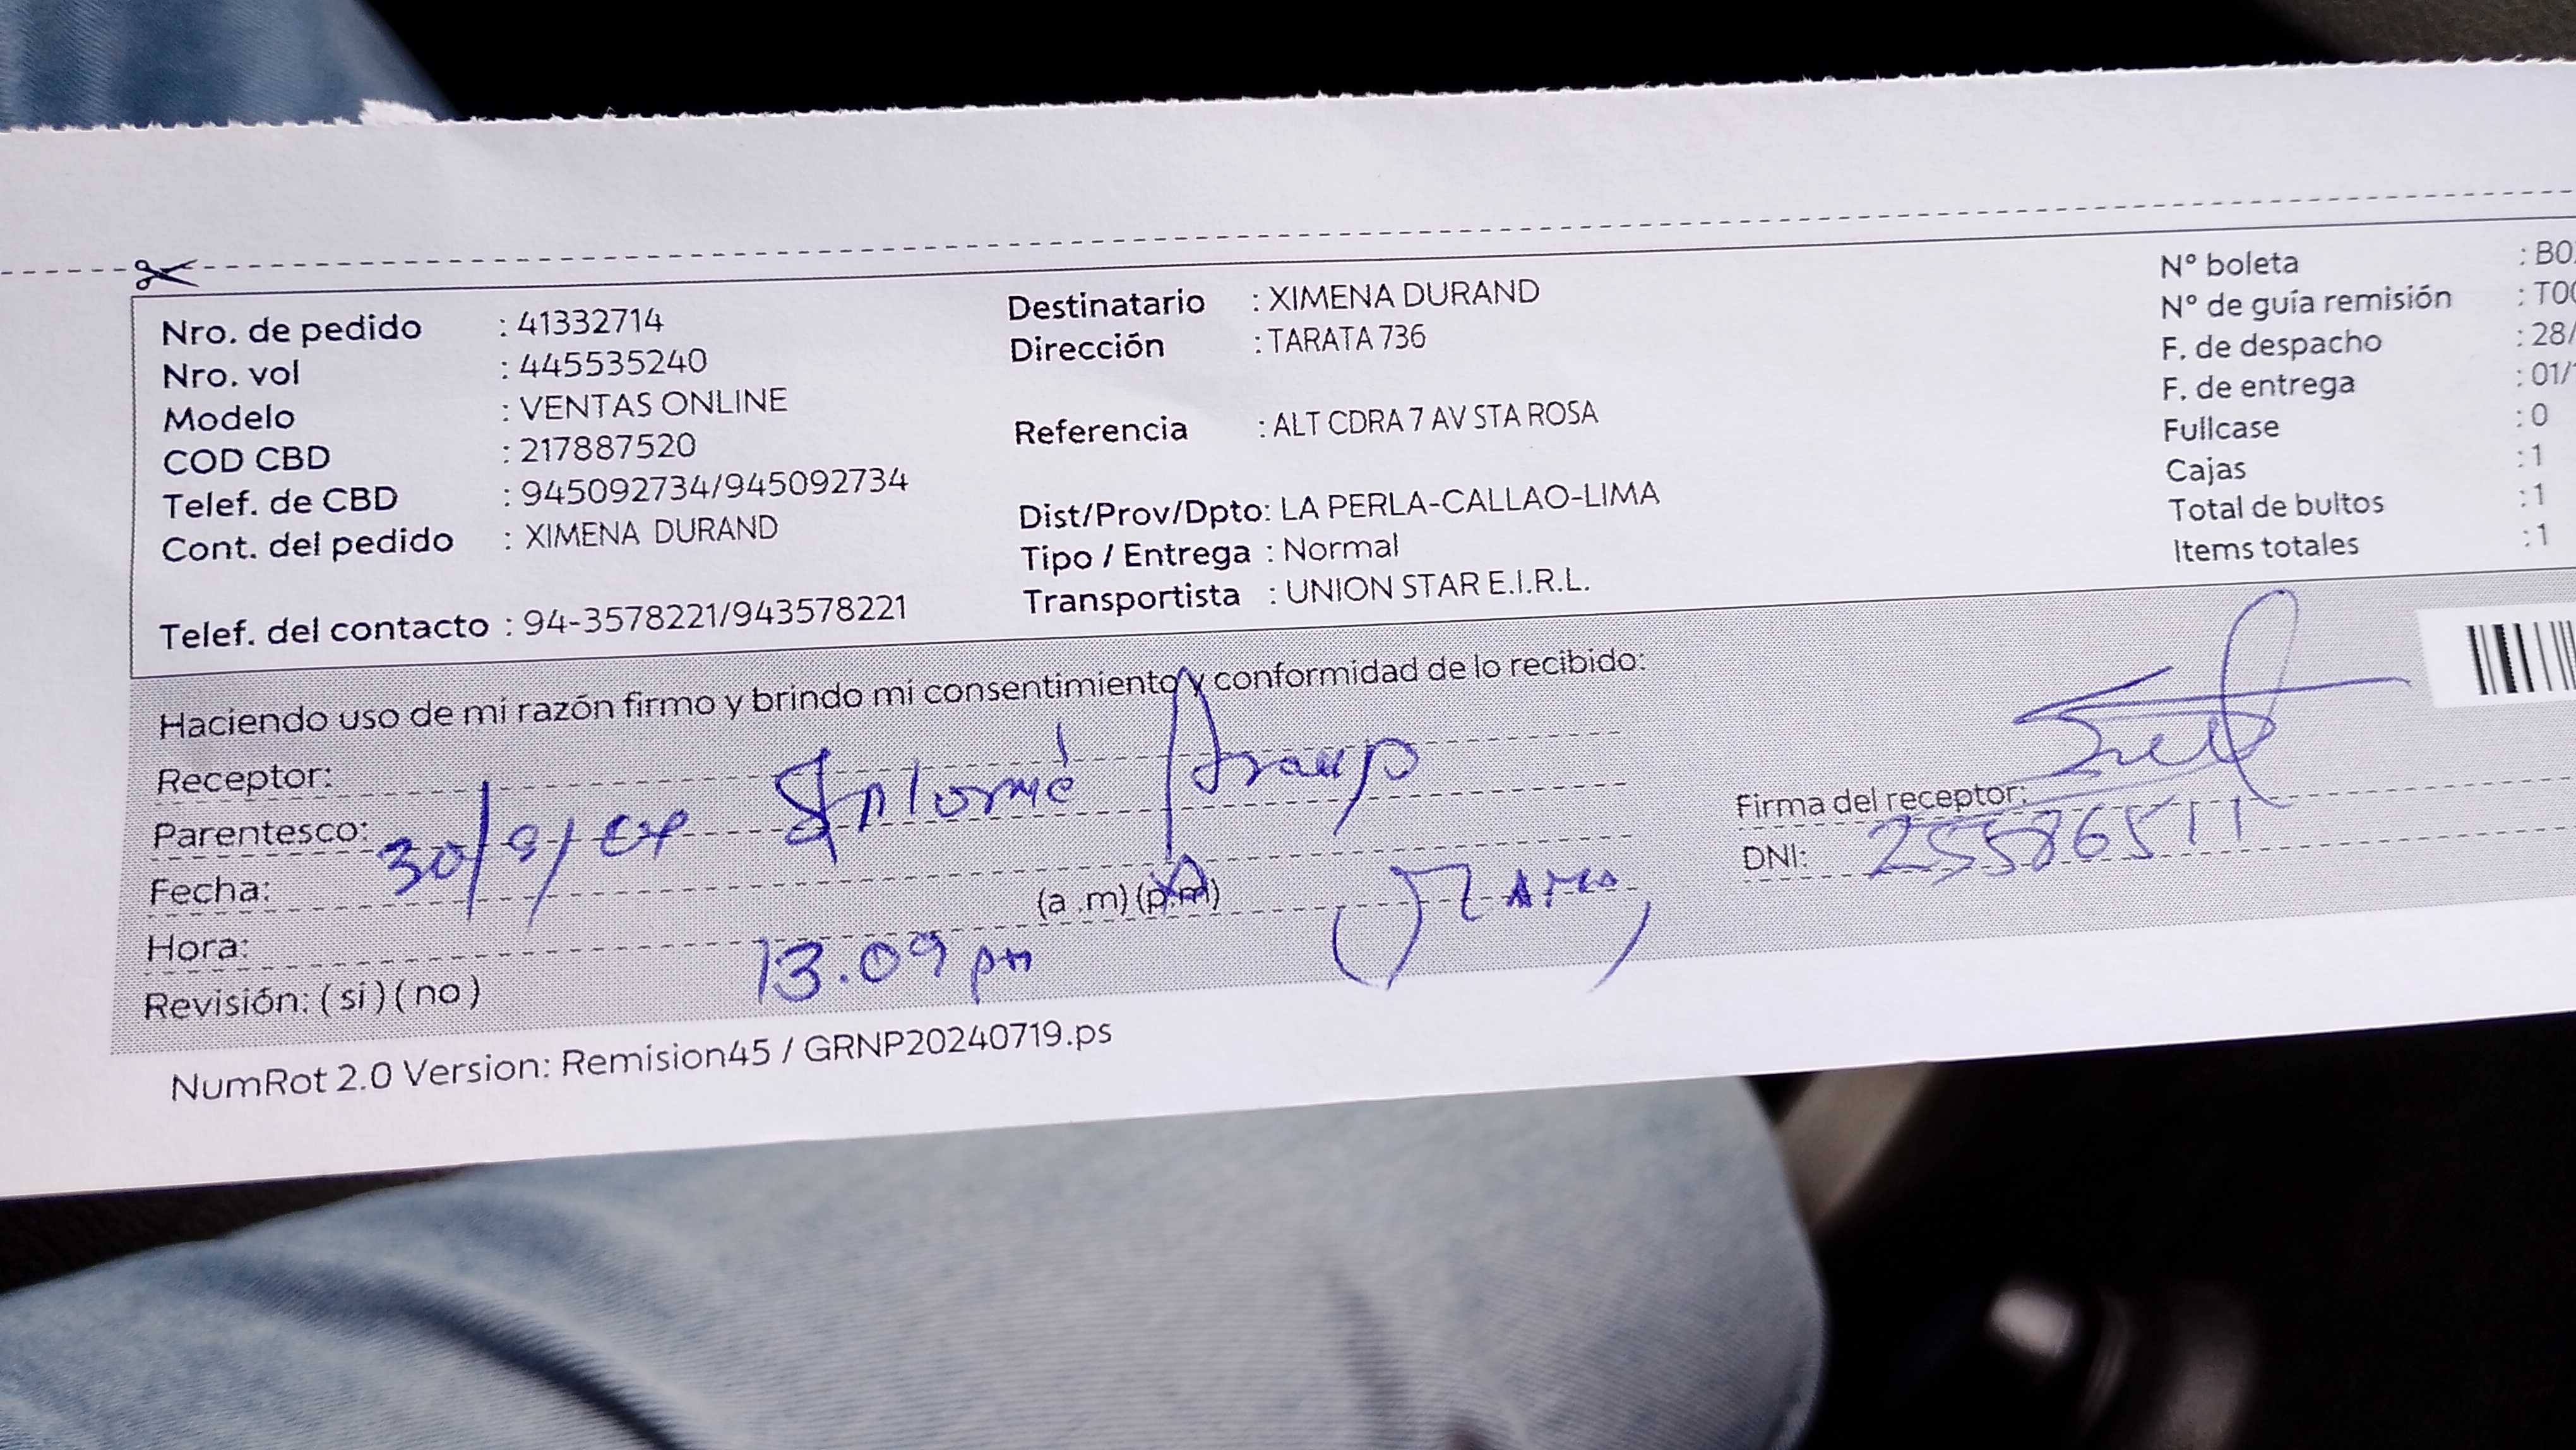 Nro. de pedido : 41332714
Nro. vol : 445535240
Modelo : VENTAS ONLINE
COD CBD : 217887520
Telef. de CBD : 945092734/945092734
Cont. del pedido : XIMENA DURAND
Telef. del contacto : 94-3578221/943578221
Destinatario : XIMENA DURAND
Dirección : TARATA 736
Referencia : ALT CDRA 7 AV STA ROSA
Dist/Prov/Dpto: LA PERLA-CALLAO-LIMA
Tipo / Entrega : Normal
Transportista : UNION STAR E.I.R.L.
N° boleta : B0
N° de guía remisión : T00
F. de despacho : 28/
F. de entrega : 01/
Fullcase : 0
Cajas : 1
Total de bultos : 1
Items totales : 1
Haciendo uso de mi razón firmo y brindo mi consentimiento y conformidad de lo recibido:
Receptor:
Parentesco:
Fecha: 30/9/
Hora: 13.09 pm (a .m) (p.m)
Revisión: ( sí ) ( no )
Firma del receptor:
DNI: 25586511
NumRot 2.0 Version: Remision45 / GRNP20240719.ps